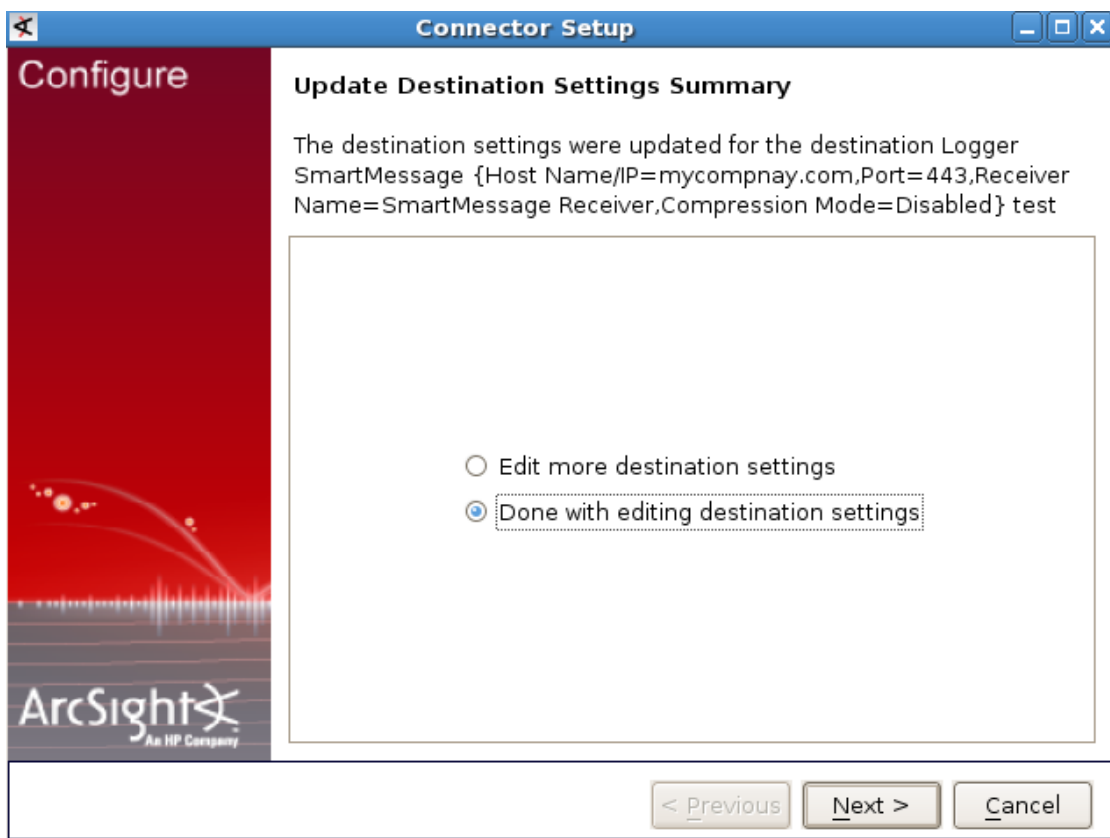 Connector Setup
Configure
Update Destination Settings Summary
The destination settings were updated for the destination Logger
SmartMessage {Host Name/IP=mycompnay.com,Port=443,Receiver
Name=SmartMessage Receiver,Compression Mode=Disabled} test
Edit more destination settings
Done with editing destination settings
ArcSight
An HP Company
< Previous
Next >
Cancel